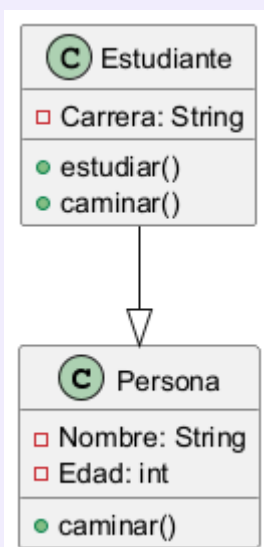 C Estudiante
Carrera: String
estudiar()
caminar()
C Persona
Nombre: String
Edad: int
caminar()